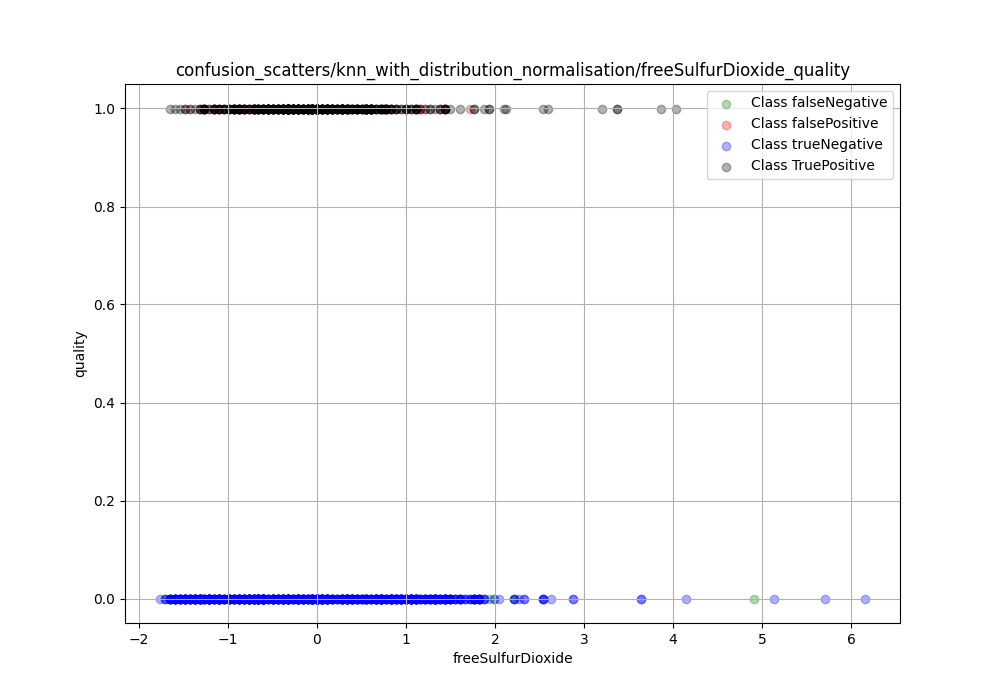 confusion_scatters/knn_with_distribution_normalisation/freeSulfurDioxide_quality
Class falseNegative
Class falsePositive
Class trueNegative
Class TruePositive
1.0
0.8
0.6
0.4
0.2
0.0
quality
−2 −1 0 1 2 3 4 5 6
freeSulfurDioxide